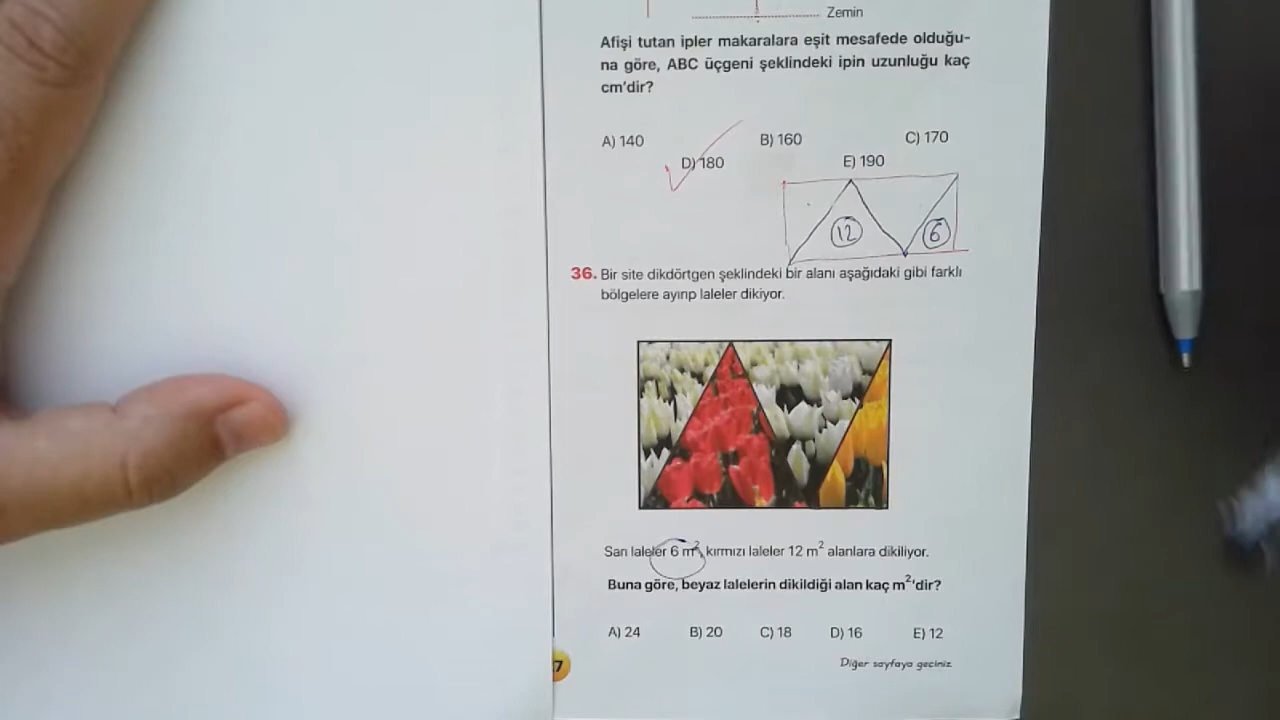 Zemin
Afişi tutan ipler makaralara eşit mesafede olduğu-
na göre, ABC üçgeni şeklindeki ipin uzunluğu kaç
cm'dir?
A) 140 B) 160 C) 170
D) 180 E) 190
12 6
36. Bir site dikdörtgen şeklindeki bir alanı aşağıdaki gibi farklı
bölgelere ayırıp laleler dikiyor.
Sarı laleler 6 m², kırmızı laleler 12 m² alanlara dikiliyor.
Buna göre, beyaz lalelerin dikildiği alan kaç m²'dir?
A) 24 B) 20 C) 18 D) 16 E) 12
7
Diğer sayfaya geçiniz.